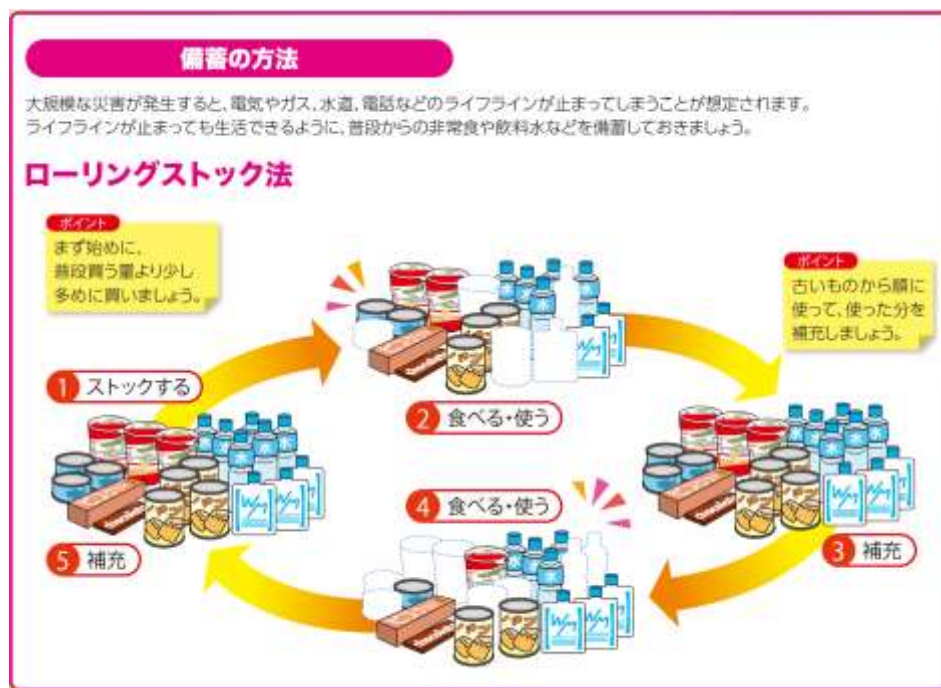 備蓄の方法
大規模な災害が発生すると、電気やガス、水道、電話などのライフラインが止まってしまうことが想定されます。
ライフラインが止まっても生活できるように、普段からの非常食や飲料水などを備蓄しておきましょう。
ローリングストック法
ポイント
まず始めに、
普段買う量より少し
多めに買いましょう。
ポイント
古いものから順に
使って、使った分を
補充しましょう。
1 ストックする
2 食べる・使う
3 補充
4 食べる・使う
5 補充
水